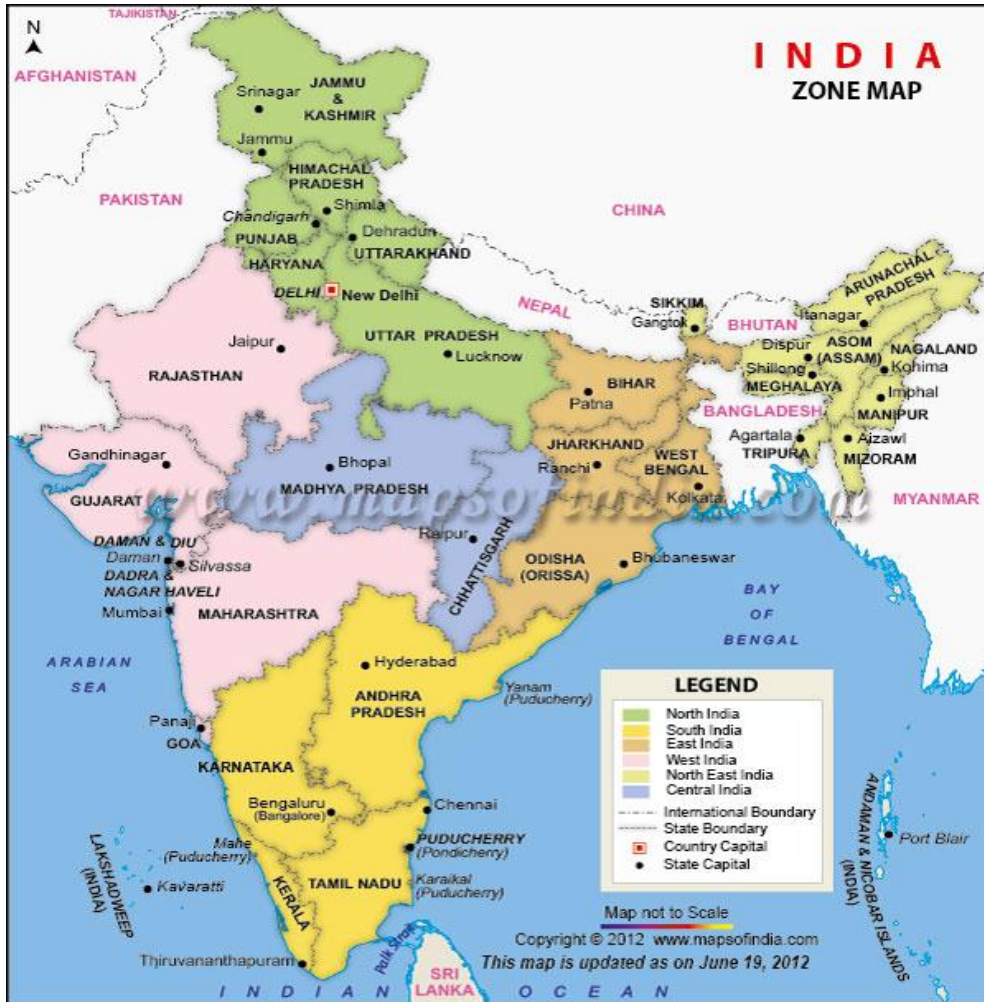 TAJIKISTAN
N
INDIA
ZONE MAP
AFGHANISTAN
JAMMU
&
KASHMIR
Srinagar
Jammu
HIMACHAL
PRADESH
PAKISTAN
CHINA
Shimla
Chandigarh
PUNJAB
Dehradun
UTTARAKHAND
HARYANA
DELHI
New Delhi
ARUNACHAL
PRADESH
NEPAL
SIKKIM
Gangtok
BHUTAN
Itanagar
UTTAR PRADESH
Lucknow
Jaipur
RAJASTHAN
Dispur
ASOM
(ASSAM)
NAGALAND
Kohima
Shillong
MEGHALAYA
BIHAR
Patna
Imphal
MANIPUR
BANGLADESH
Agartala
TRIPURA
Aizawl
MIZORAM
Gandhinagar
Bhopal
MADHYA PRADESH
JHARKHAND
Ranchi
WEST
BENGAL
Kolkata
GUJARAT
www.mapsofindia.com
MYANMAR
DAMAN & DIU
Daman
Silvassa
DADRA &
NAGAR HAVELI
Raipur
CHHATTISGARH
ODISHA
(ORISSA)
Bhubaneswar
Mumbai
MAHARASHTRA
BAY
OF
BENGAL
ARABIAN
SEA
Hyderabad
ANDHRA
PRADESH
Yanam
(Puducherry)
Panaji
GOA
KARNATAKA
Bengaluru
(Bangalore)
Chennai
Mahe
(Puducherry)
PUDUCHERRY
(Pondicherry)
LAKSHADWEEP
(INDIA)
Kavaratti
KERALA
TAMIL NADU
Karaikal
(Puducherry)
Thiruvananthapuram
Palk Strait
SRI
LANKA
INDIAN OCEAN
LEGEND
North India
South India
East India
West India
North East India
Central India
International Boundary
State Boundary
Country Capital
State Capital
ANDAMAN & NICOBAR ISLANDS
(INDIA)
Port Blair
Map not to Scale
Copyright © 2012 www.mapsofindia.com
This map is updated as on June 19, 2012